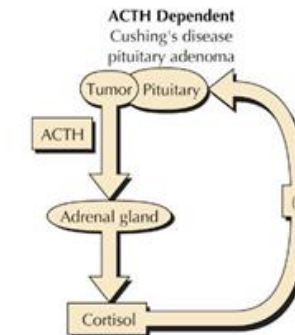 ACTH Dependent
Cushing's disease
pituitary adenoma
Tumor Pituitary
ACTH
Adrenal gland
Cortisol